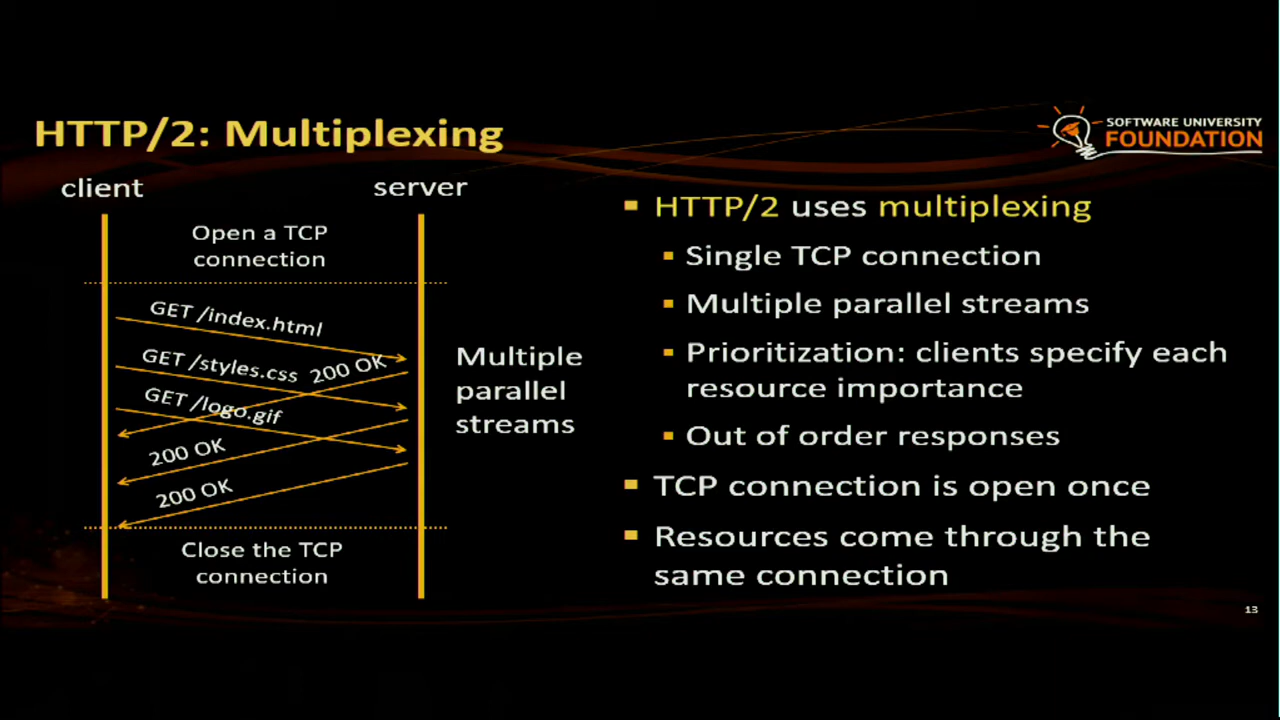 HTTP/2: Multiplexing
SOFTWARE UNIVERSITY
FOUNDATION
client
server
Open a TCP
connection
GET /index.html
GET /styles.css
200 OK
GET /logo.gif
200 OK
200 OK
Close the TCP
connection
Multiple
parallel
streams
HTTP/2 uses multiplexing
Single TCP connection
Multiple parallel streams
Prioritization: clients specify each
resource importance
Out of order responses
TCP connection is open once
Resources come through the
same connection
13